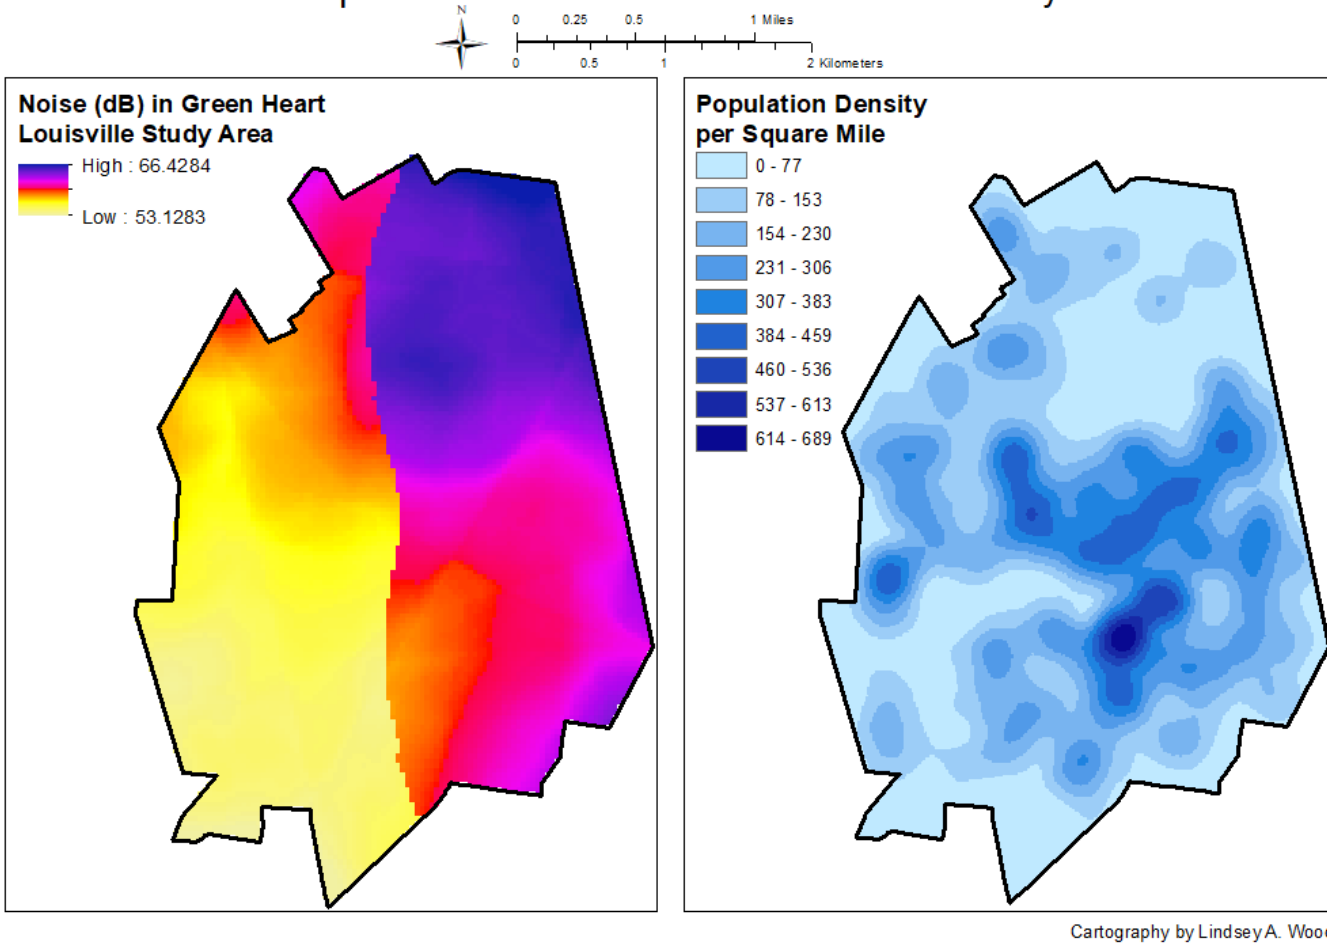 N
0 0.25 0.5 1 Miles
0 0.5 1 2 Kilometers
Noise (dB) in Green Heart
Louisville Study Area
High : 66.4284
Low : 53.1283
Population Density
per Square Mile
0 - 77
78 - 153
154 - 230
231 - 306
307 - 383
384 - 459
460 - 536
537 - 613
614 - 689
Cartography by Lindsey A.